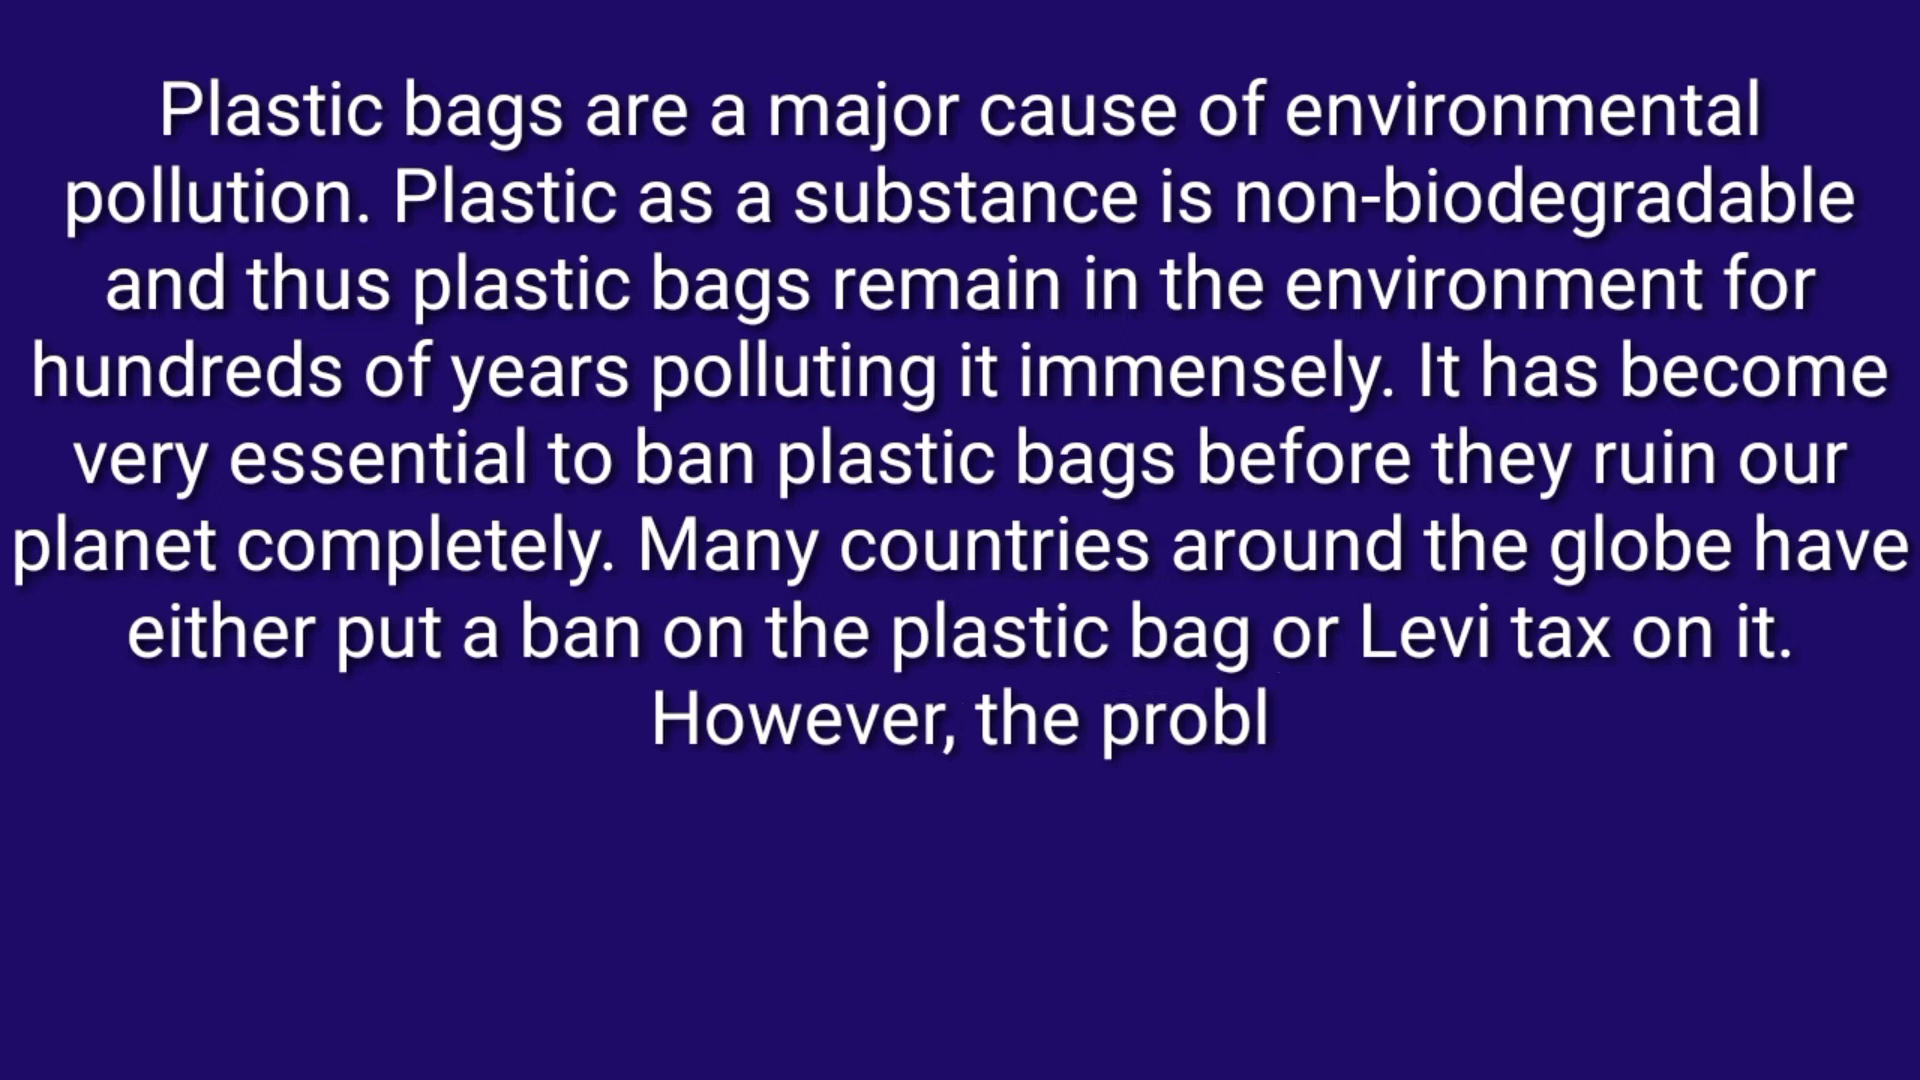 Plastic bags are a major cause of environmental
pollution. Plastic as a substance is non-biodegradable
and thus plastic bags remain in the environment for
hundreds of years polluting it immensely. It has become
very essential to ban plastic bags before they ruin our
planet completely. Many countries around the globe have
either put a ban on the plastic bag or Levi tax on it.
However, the probl